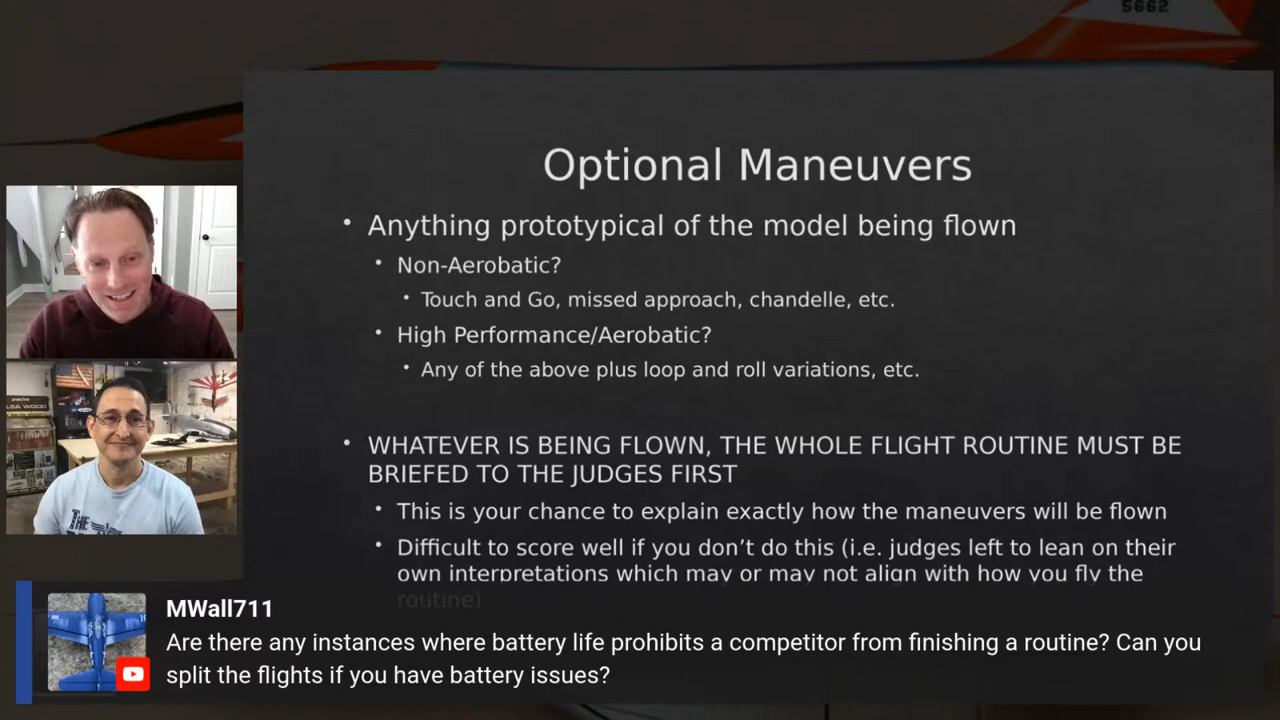 5662
Optional Maneuvers
• Anything prototypical of the model being flown
• Non-Aerobatic?
• Touch and Go, missed approach, chandelle, etc.
• High Performance/Aerobatic?
• Any of the above plus loop and roll variations, etc.
• WHATEVER IS BEING FLOWN, THE WHOLE FLIGHT ROUTINE MUST BE
BRIEFED TO THE JUDGES FIRST
• This is your chance to explain exactly how the maneuvers will be flown
• Difficult to score well if you don’t do this (i.e. judges left to lean on their
own interpretations which may or may not align with how you fly the
routine)
MWall711
Are there any instances where battery life prohibits a competitor from finishing a routine? Can you
split the flights if you have battery issues?